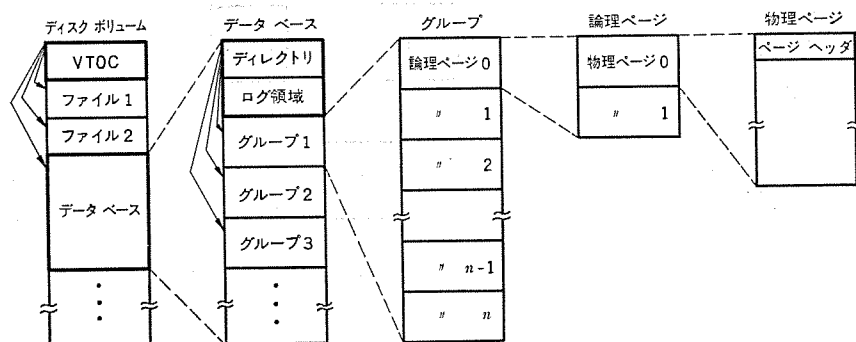 ディスク ボリューム
VTOC
ファイル1
ファイル2
データ ベース
データ ベース
ディレクトリ
ログ領域
グループ1
グループ2
グループ3
グループ
論理ページ0
〃 1
〃 2
〃 n-1
〃 n
論理ページ
物理ページ0
〃 1
物理ページ
ページ ヘッダ